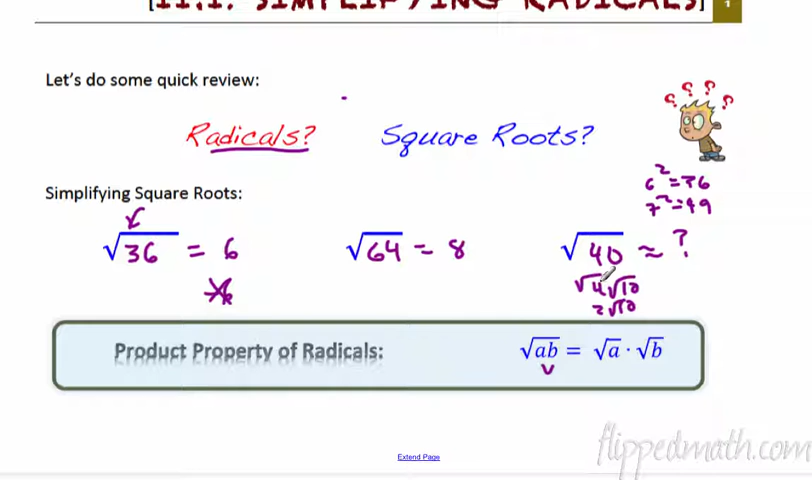 [11.1: SIMPLIFYING RADICALS] 1
Let's do some quick review:
Radicals? Square Roots?
Simplifying Square Roots:
6² = 36
7² = 49
√36 = 6 √64 = 8 √40 ≈ ?
√4√10
2√10
Product Property of Radicals: √ab = √a · √b
flippedmath.com
Extend Page